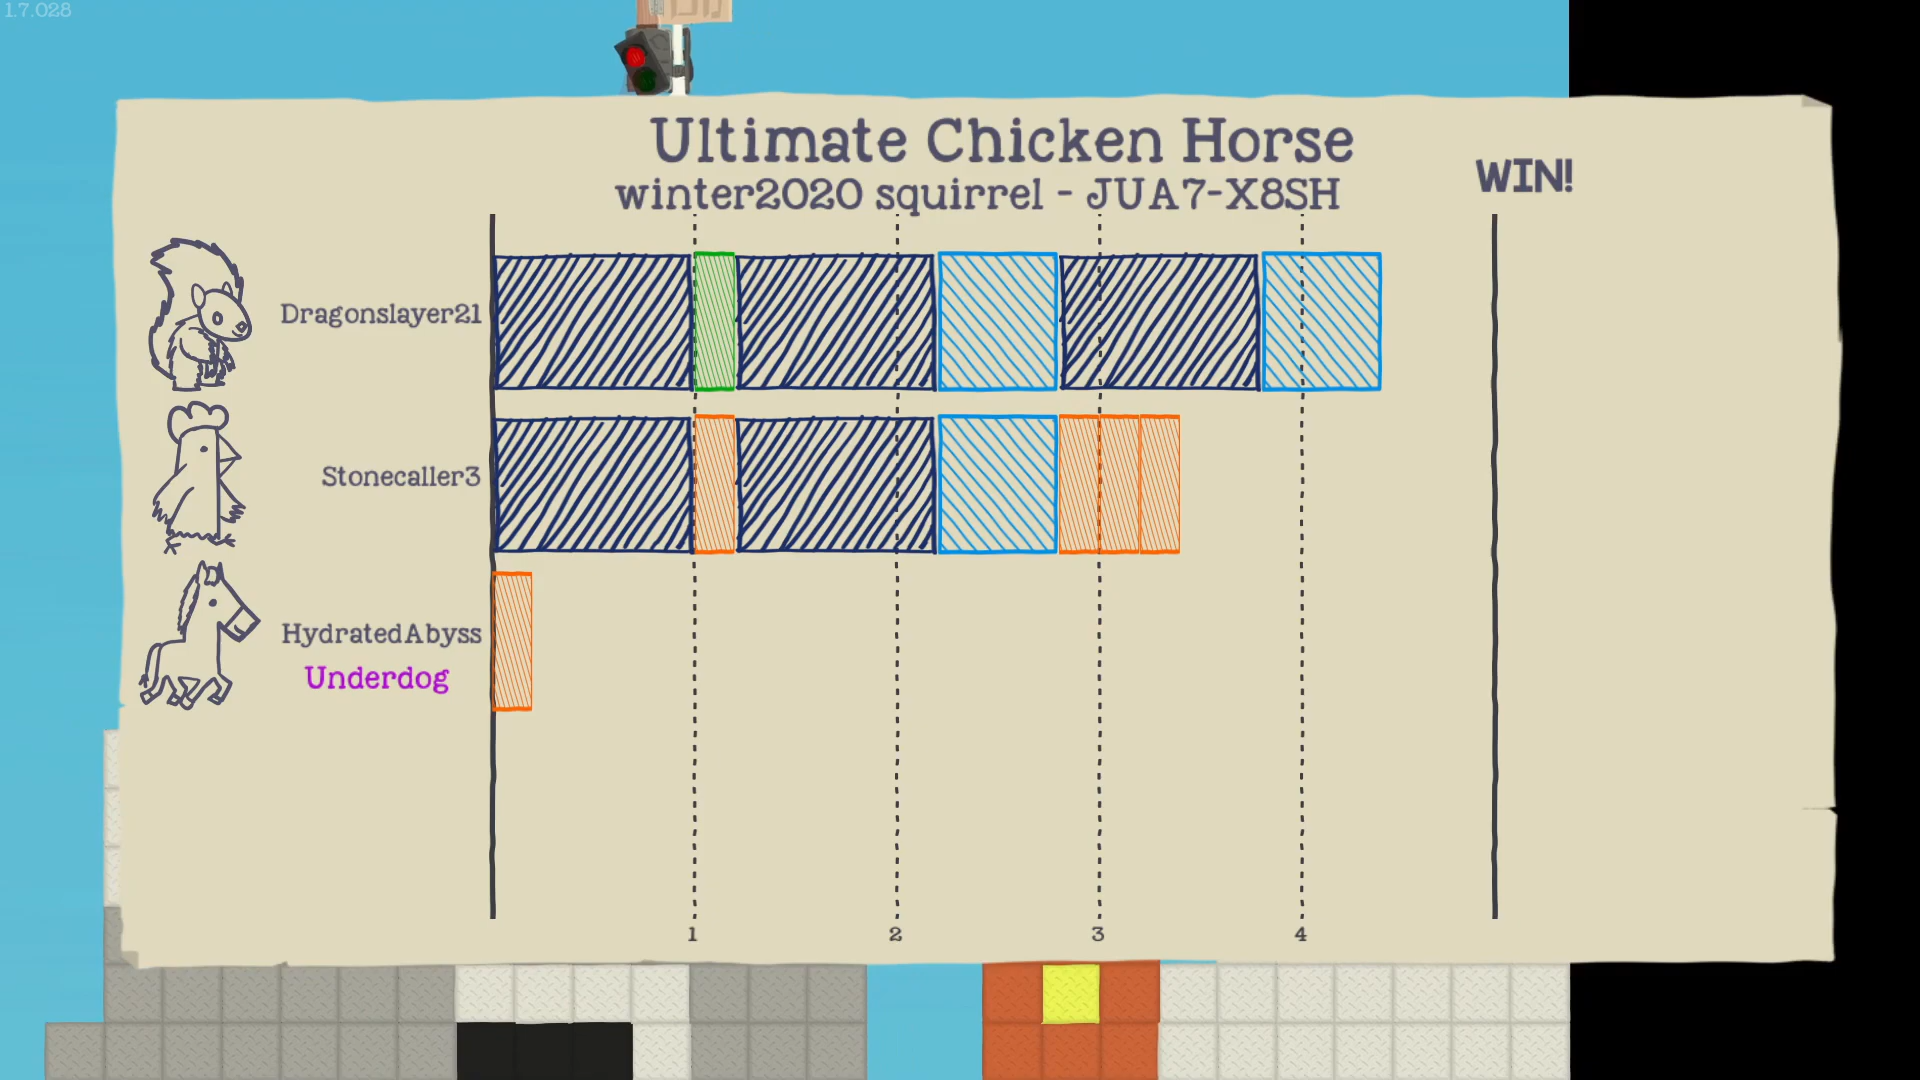 1.7.028
Ultimate Chicken Horse
winter2020 squirrel - JUA7-X8SH
WIN!
Dragonslayer21
Stonecaller3
HydratedAbyss
Underdog
1 2 3 4